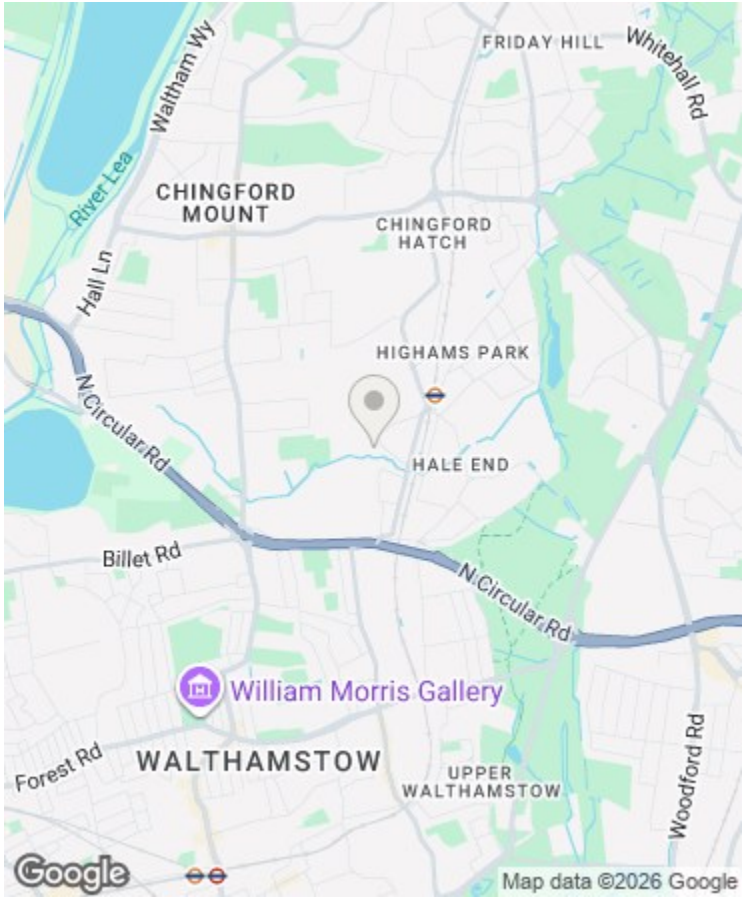 FRIDAY HILL
Whitehall Rd
Waltham Wy
River Lea
CHINGFORD
MOUNT
CHINGFORD
HATCH
Hall Ln
HIGHAMS PARK
N Circular Rd
HALE END
Billet Rd
N Circular Rd
William Morris Gallery
WALTHAMSTOW
Forest Rd
UPPER
WALTHAMSTOW
Woodford Rd
Google
Map data ©2026 Google